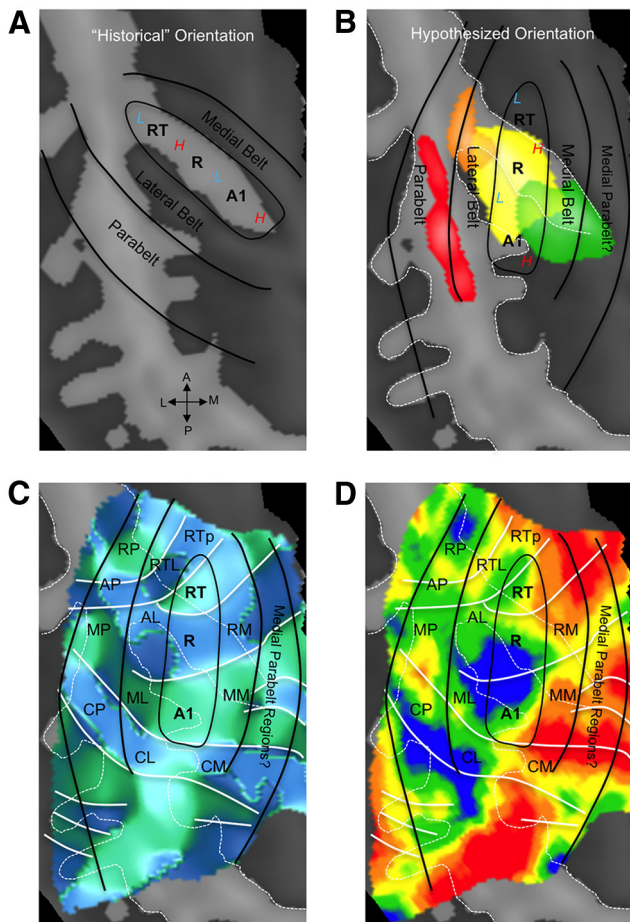 A
"Historical" Orientation
L
RT
H
R
L
A1
H
Medial Belt
Lateral Belt
Parabelt
A
L
M
P
B
Hypothesized Orientation
L
RT
H
R
L
A1
H
Parabelt
Lateral Belt
Medial Belt
Medial Parabelt?
C
RP
RTp
RTL
AP
RT
MP
AL
R
RM
ML
MM
CP
A1
CL
CM
Medial Parabelt Regions?
D
RP
RTp
RTL
AP
RT
MP
AL
R
RM
ML
MM
CP
A1
CL
CM
Medial Parabelt Regions?